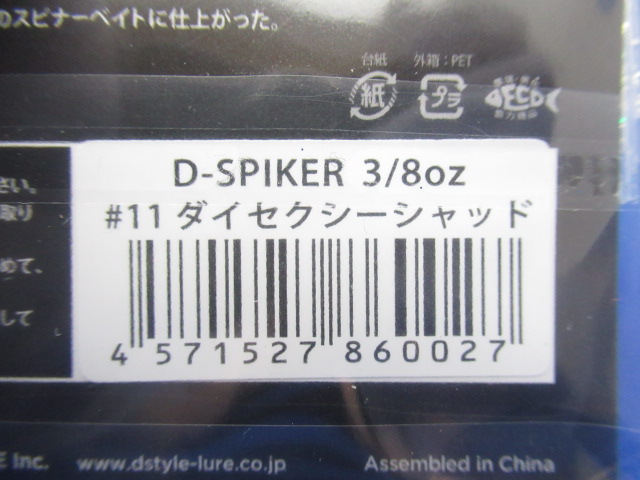 のスピナーベイトに仕上がった。
台紙 外箱：PET
紙 プラ ECO
さい。
取り
めて、
して
D-SPIKER 3/8oz
#11 ダイセクシーシャッド
4 571527 860027
E Inc. www.dstyle-lure.co.jp Assembled in China